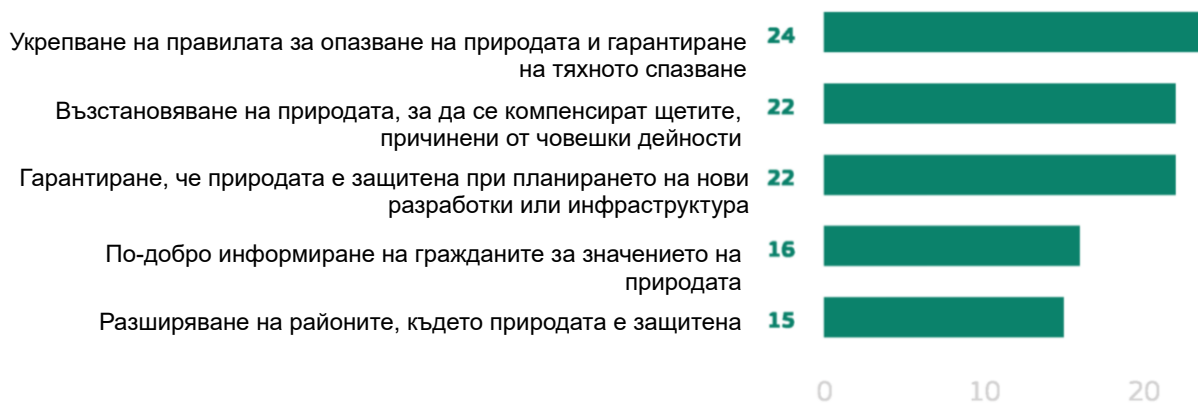 Укрепване на правилата за опазване на природата и гарантиране 24
на тяхното спазване
Възстановяване на природата, за да се компенсират щетите, 22
причинени от човешки дейности
Гарантиране, че природата е защитена при планирането на нови 22
разработки или инфраструктура
По-добро информиране на гражданите за значението на 16
природата
Разширяване на районите, където природата е защитена 15
0 10 20